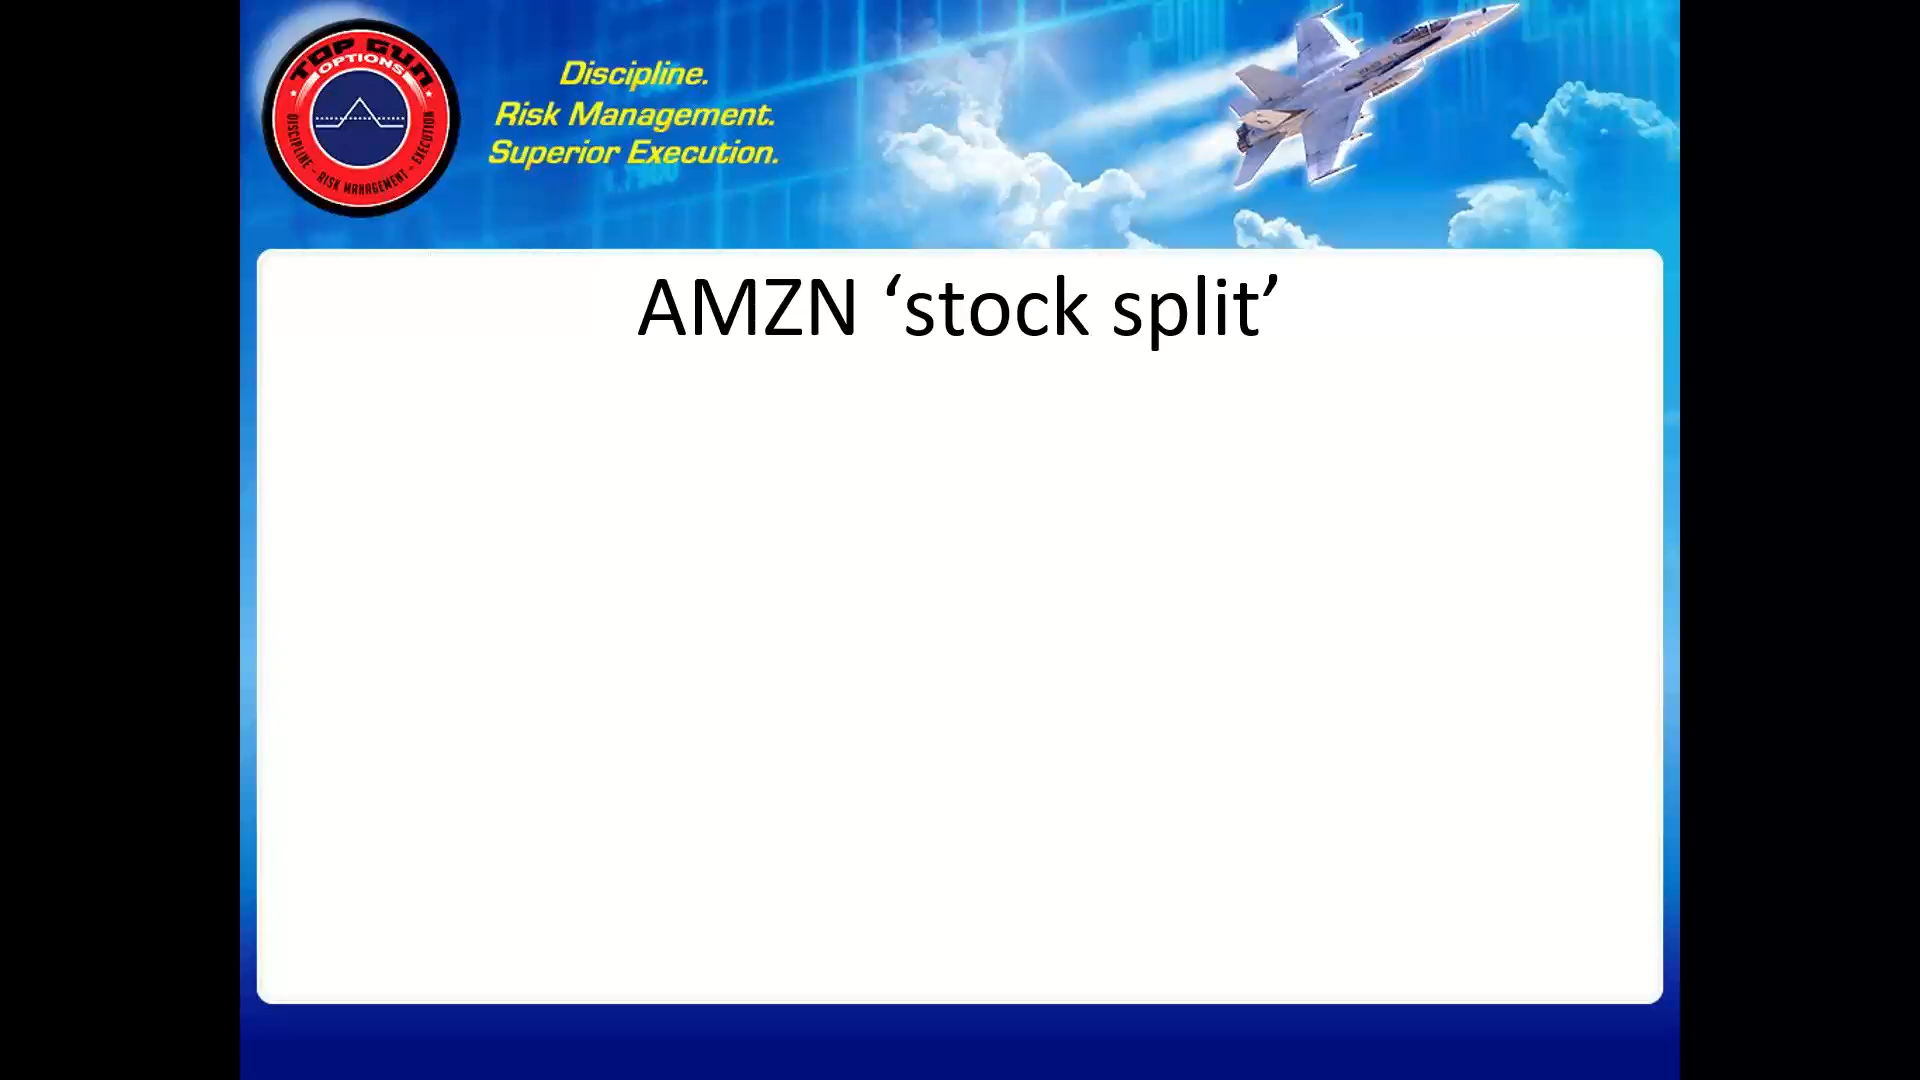 TOP GUN
OPTIONS
DISCIPLINE - RISK MANAGEMENT - EXECUTION
Discipline.
Risk Management.
Superior Execution.
AMZN ‘stock split’